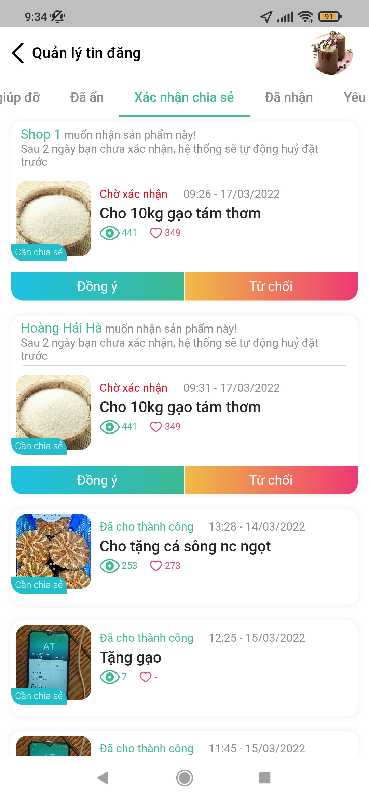 9:34
91
Quản lý tin đăng
giúp đỡ
Đã ẩn
Xác nhận chia sẻ
Đã nhận
Yêu
Shop 1 muốn nhận sản phẩm này!
Sau 2 ngày bạn chưa xác nhận, hệ thống sẽ tự động huỷ đặt
trước
Chờ xác nhận 09:26 - 17/03/2022
Cho 10kg gạo tám thơm
441 349
Cần chia sẻ
Đồng ý
Từ chối
Hoàng Hải Hà muốn nhận sản phẩm này!
Sau 2 ngày bạn chưa xác nhận, hệ thống sẽ tự động huỷ đặt
trước
Chờ xác nhận 09:31 - 17/03/2022
Cho 10kg gạo tám thơm
441 349
Cần chia sẻ
Đồng ý
Từ chối
Đã cho thành công 13:28 - 14/03/2022
Cho tặng cá sông nc ngọt
253 273
Cần chia sẻ
Đã cho thành công 12:25 - 15/03/2022
Tặng gạo
7 -
AT
Cần chia sẻ
Đã cho thành công 11:45 - 15/03/2022